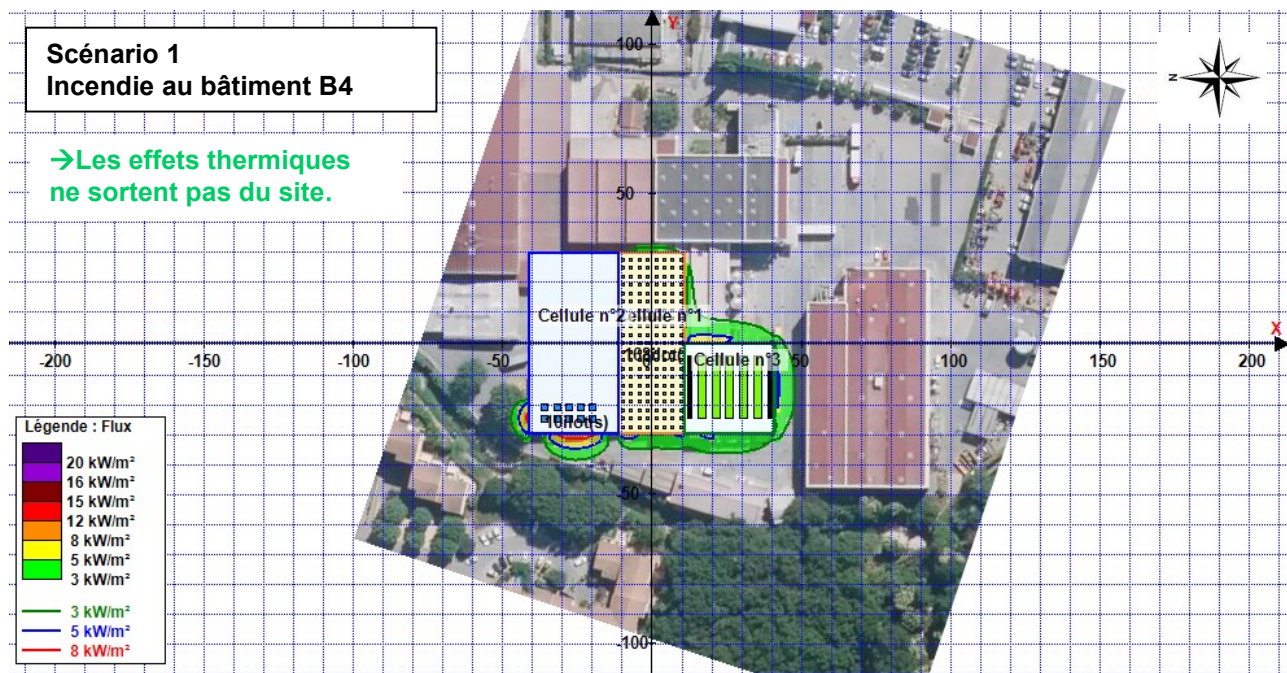 Scénario 1
Incendie au bâtiment B4
→Les effets thermiques
ne sortent pas du site.
Y
100
50
-50
-100
X
-200
-150
-100
50
100
150
200
N
Cellule n°2
ellule n°1
Cellule n°3
Légende : Flux
20 kW/m²
16 kW/m²
15 kW/m²
12 kW/m²
8 kW/m²
5 kW/m²
3 kW/m²
3 kW/m²
5 kW/m²
8 kW/m²